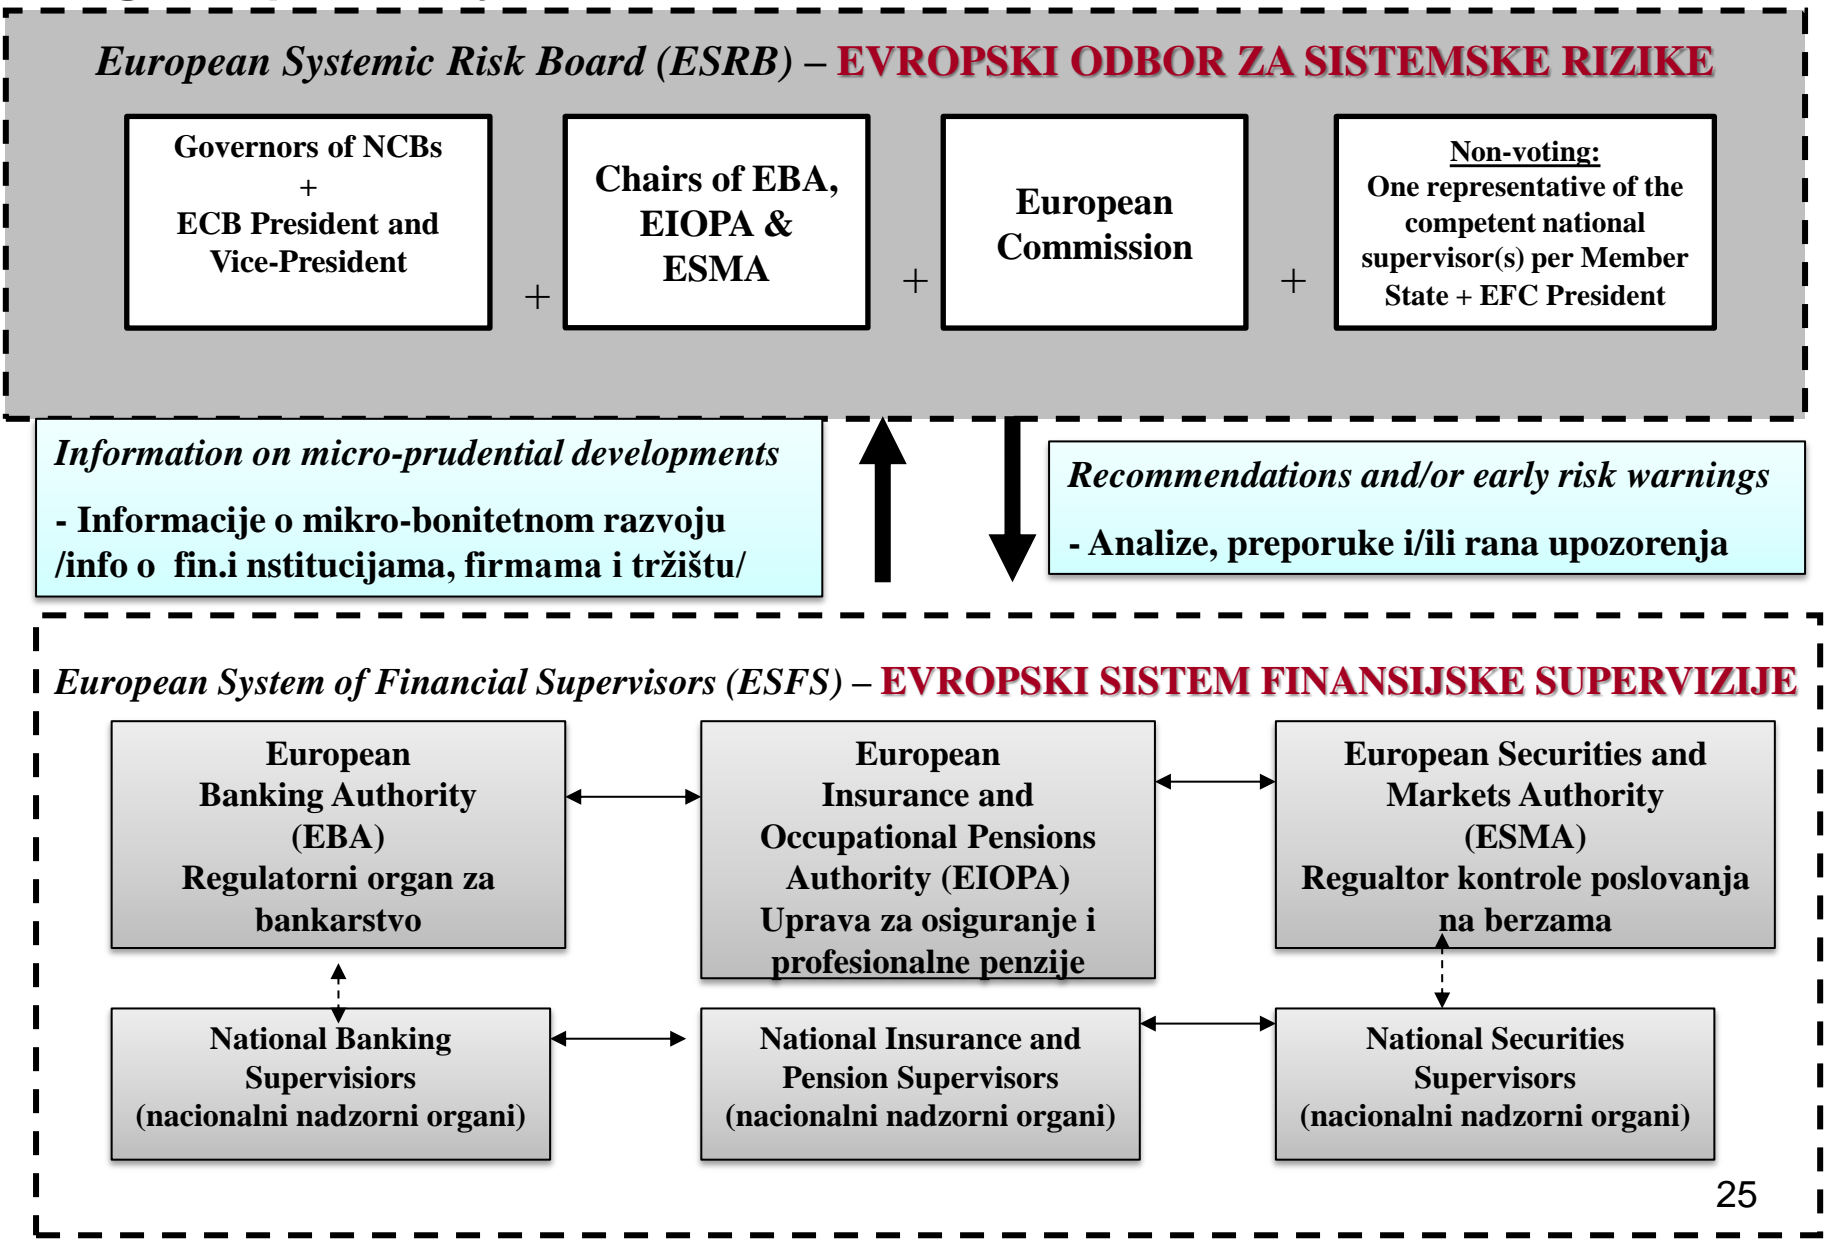 European Systemic Risk Board (ESRB) – EVROPSKI ODBOR ZA SISTEMSKE RIZIKE
Governors of NCBs
+
ECB President and
Vice-President
+
Chairs of EBA,
EIOPA &
ESMA
+
European
Commission
+
Non-voting:
One representative of the
competent national
supervisor(s) per Member
State + EFC President
Information on micro-prudential developments
- Informacije o mikro-bonitetnom razvoju
/info o fin.i nstitucijama, firmama i tržištu/
Recommendations and/or early risk warnings
- Analize, preporuke i/ili rana upozorenja
European System of Financial Supervisors (ESFS) – EVROPSKI SISTEM FINANSIJSKE SUPERVIZIJE
European
Banking Authority
(EBA)
Regulatorni organ za
bankarstvo
European
Insurance and
Occupational Pensions
Authority (EIOPA)
Uprava za osiguranje i
profesionalne penzije
European Securities and
Markets Authority
(ESMA)
Regualtor kontrole poslovanja
na berzama
National Banking
Supervisiors
(nacionalni nadzorni organi)
National Insurance and
Pension Supervisors
(nacionalni nadzorni organi)
National Securities
Supervisors
(nacionalni nadzorni organi)
25